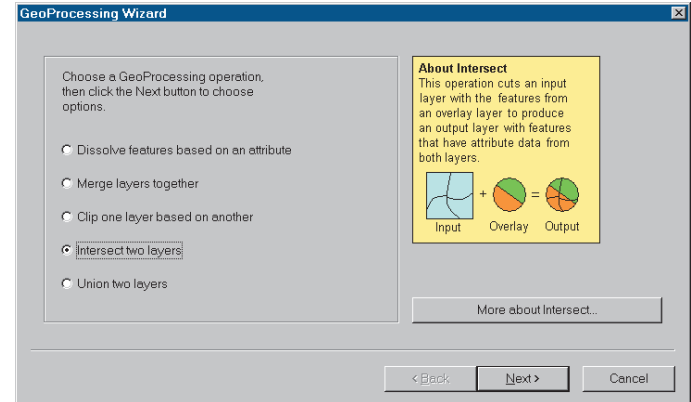 GeoProcessing Wizard
Choose a GeoProcessing operation,
then click the Next button to choose
options.
Dissolve features based on an attribute
Merge layers together
Clip one layer based on another
Intersect two layers
Union two layers
About Intersect
This operation cuts an input
layer with the features from
an overlay layer to produce
an output layer with features
that have attribute data from
both layers.
+ =
Input Overlay Output
More about Intersect...
< Back Next > Cancel